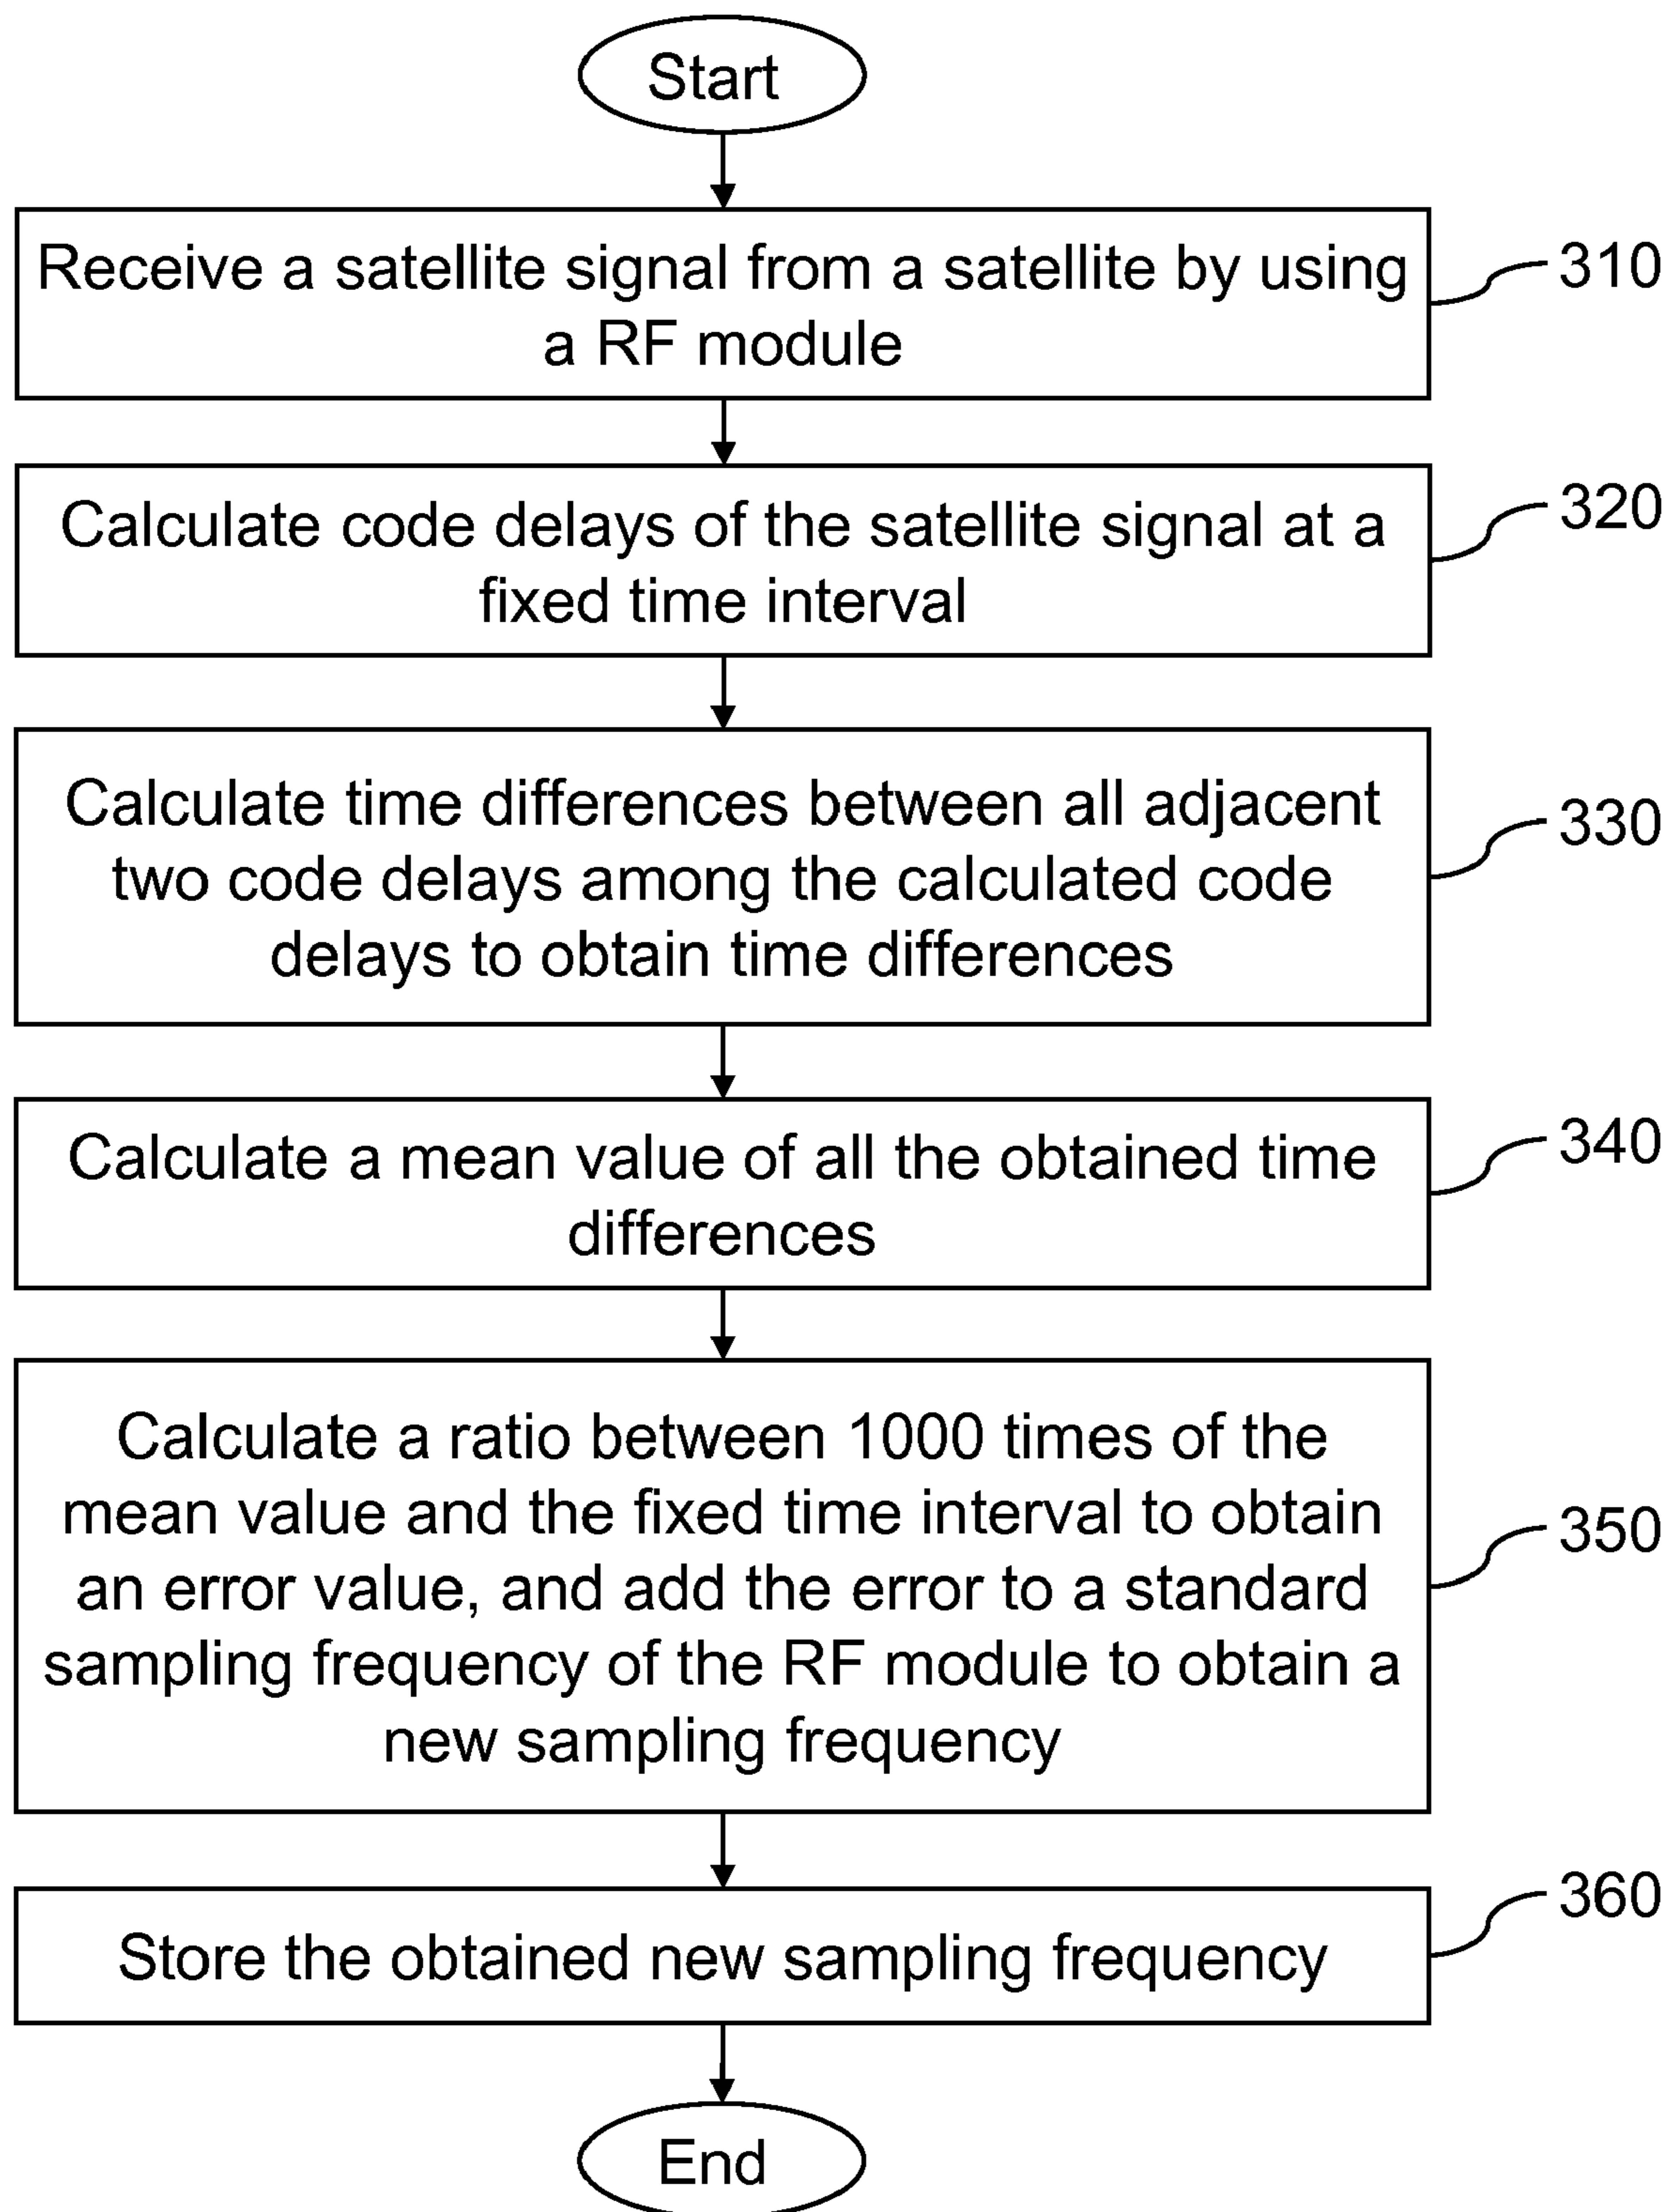 Start
Receive a satellite signal from a satellite by using
a RF module
310
Calculate code delays of the satellite signal at a
fixed time interval
320
Calculate time differences between all adjacent
two code delays among the calculated code
delays to obtain time differences
330
Calculate a mean value of all the obtained time
differences
340
Calculate a ratio between 1000 times of the
mean value and the fixed time interval to obtain
an error value, and add the error to a standard
sampling frequency of the RF module to obtain a
new sampling frequency
350
Store the obtained new sampling frequency
360
End